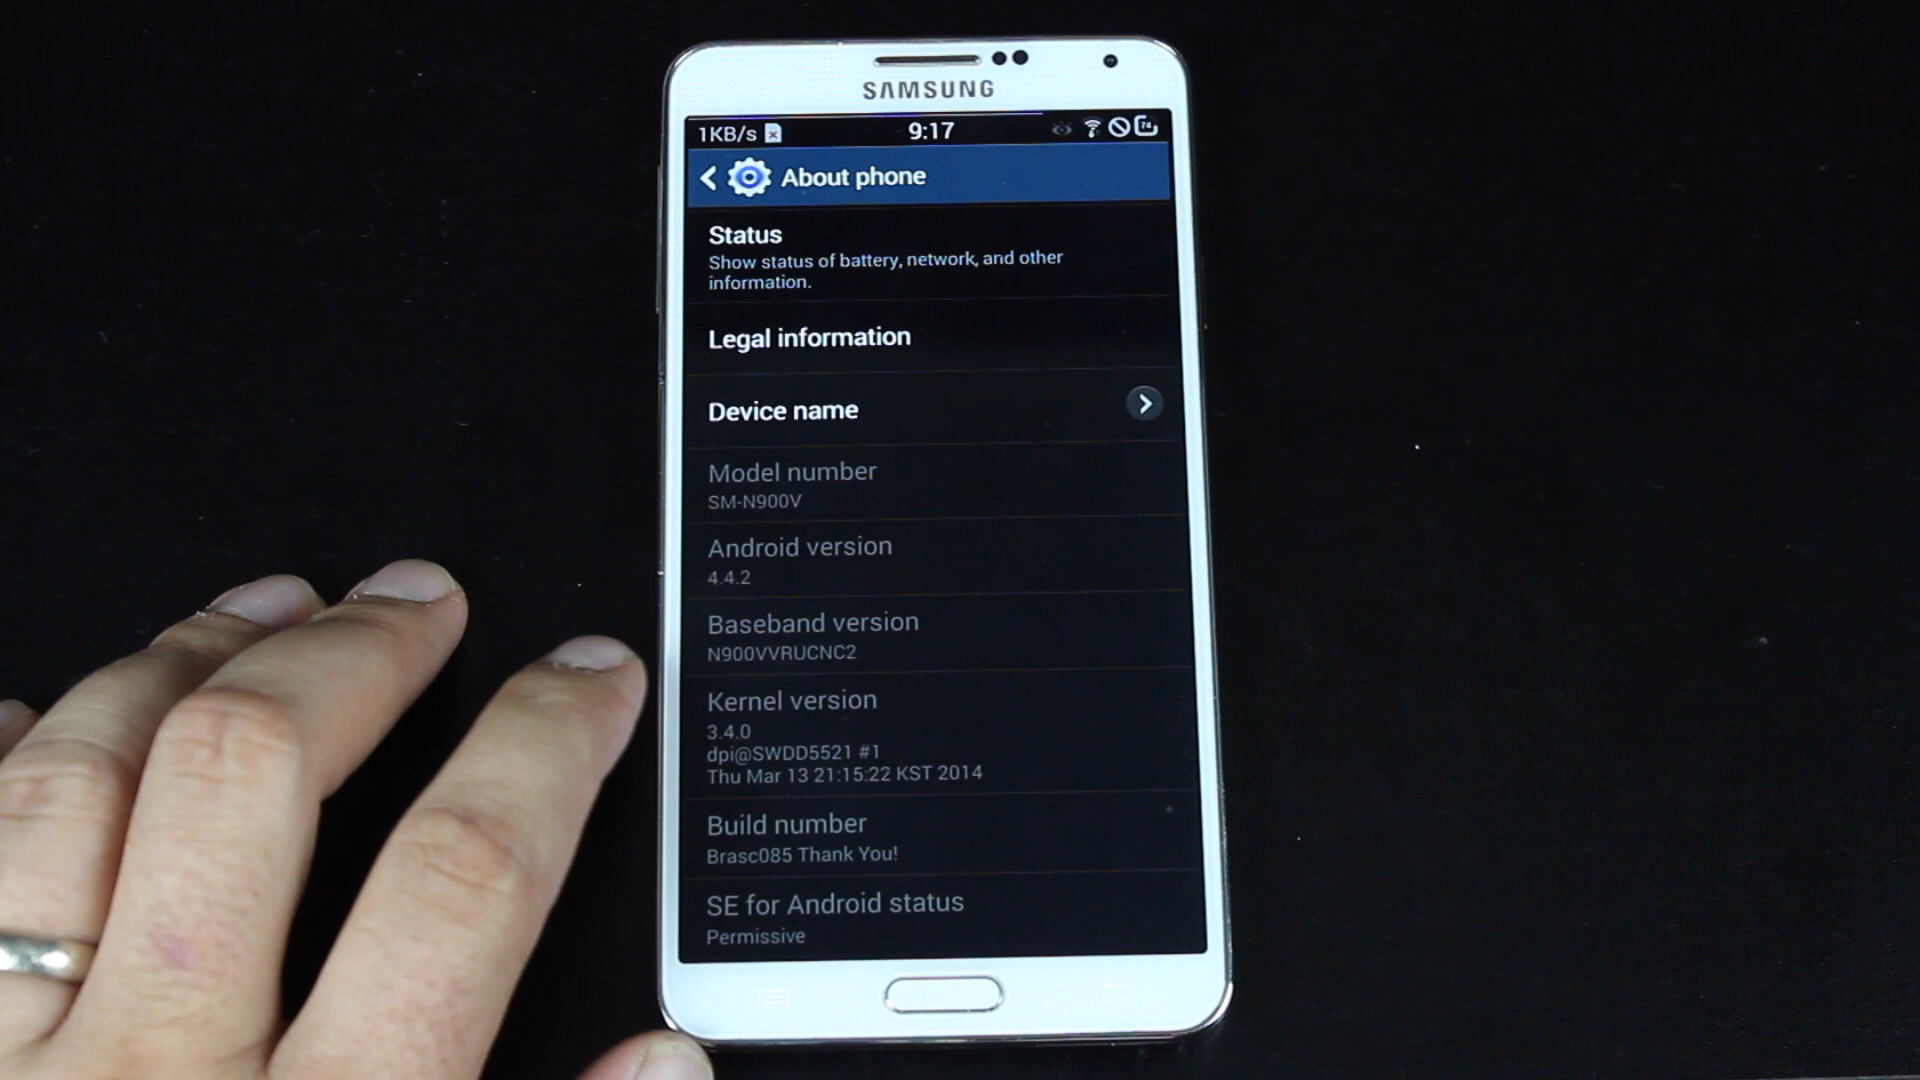 SAMSUNG
1KB/s 9:17 74
About phone
Status
Show status of battery, network, and other
information.
Legal information
Device name
Model number
SM-N900V
Android version
4.4.2
Baseband version
N900VVRUCNC2
Kernel version
3.4.0
dpi@SWDD5521 #1
Thu Mar 13 21:15:22 KST 2014
Build number
Brasc085 Thank You!
SE for Android status
Permissive